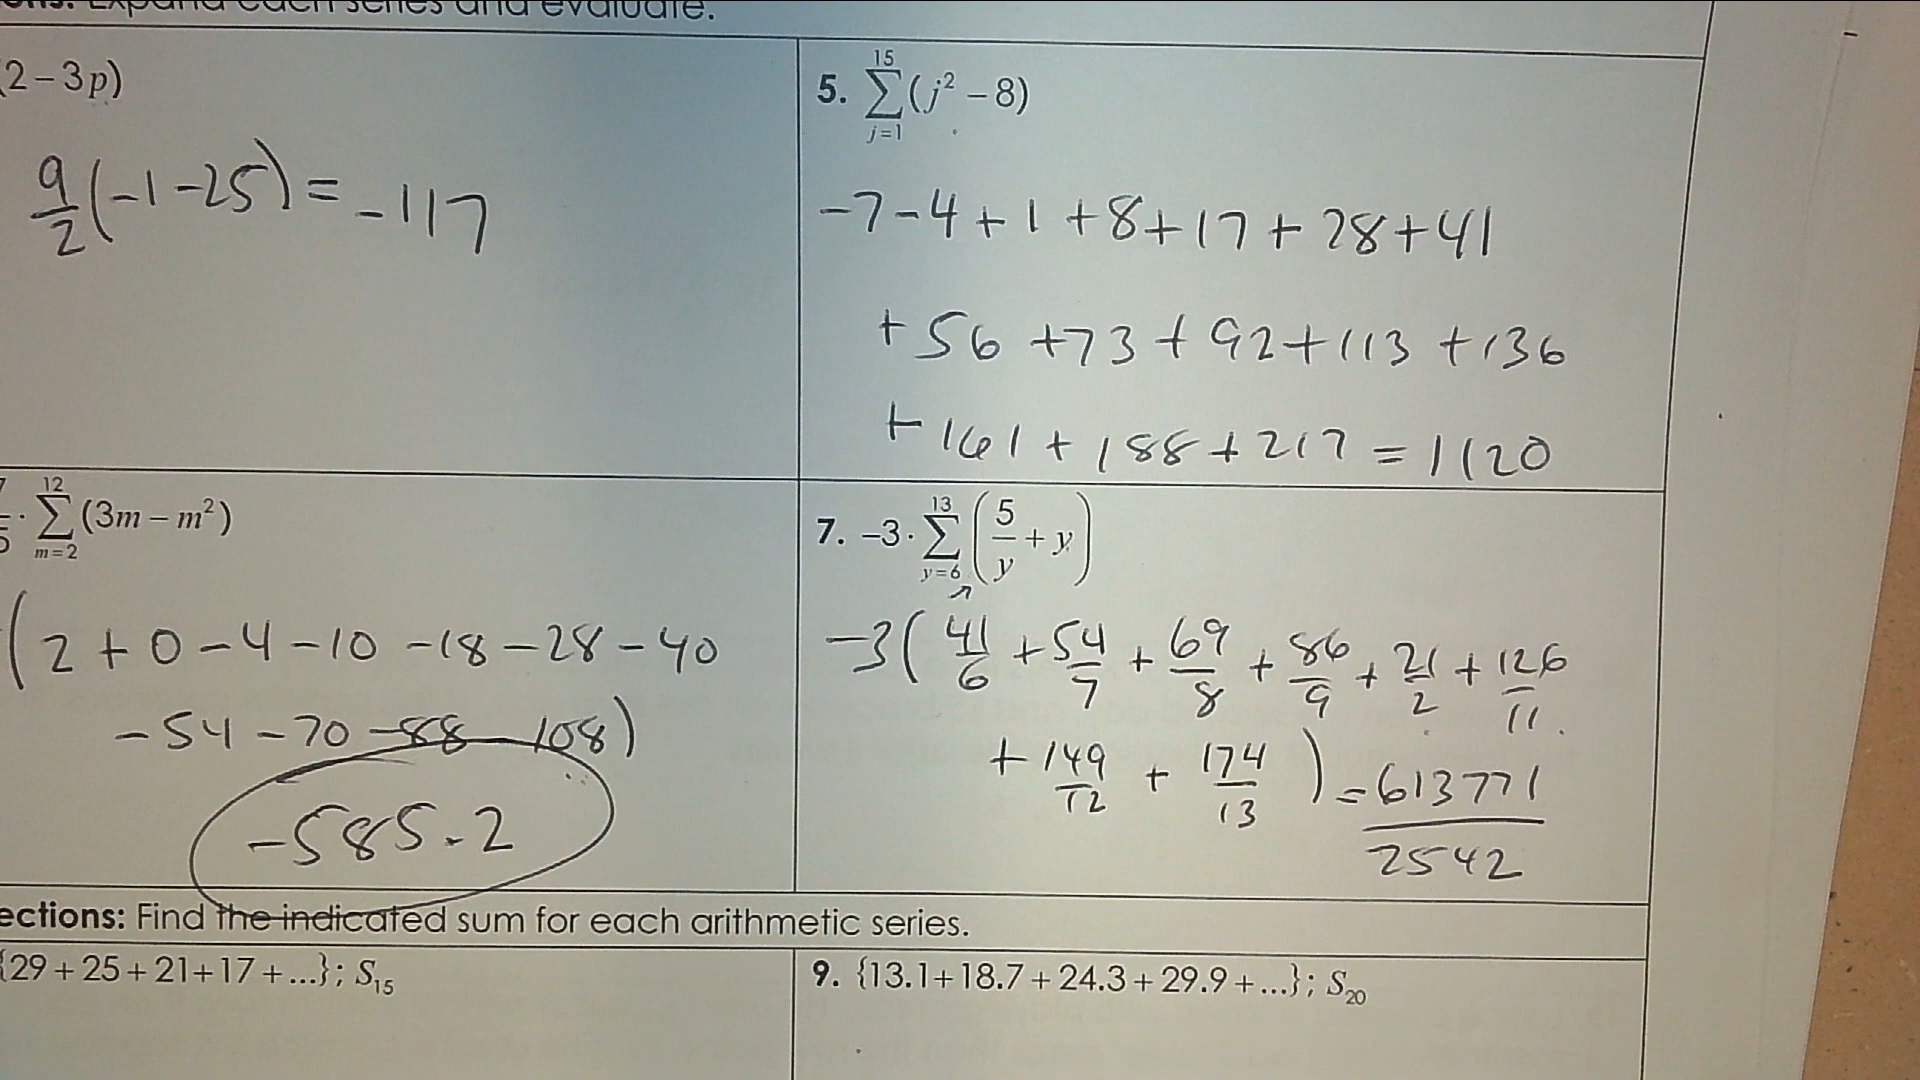 Expand each series and evaluate.
(2 – 3p)
9/2 (-1 -25) = -117
5. 15 ∑ j=1 (j² – 8)
-7 -4 + 1 + 8 + 17 + 28 + 41
+ 56 + 73 + 92 + 113 + 136
+ 161 + 188 + 217 = 1120
· 12 ∑ m=2 (3m – m²)
(2 + 0 - 4 - 10 - 18 - 28 - 40
- 54 - 70 - 88 - 108)
-585.2
7. –3 · 13 ∑ y=6 (5/y + y)
-3 ( 41/6 + 54/7 + 69/8 + 86/9 + 21/2 + 126/11
+ 149/12 + 174/13 ) = 613771/2542
ections: Find the indicated sum for each arithmetic series.
{29 + 25 + 21 + 17 + ...}; S₁₅
9. {13.1 + 18.7 + 24.3 + 29.9 + ...}; S₂₀